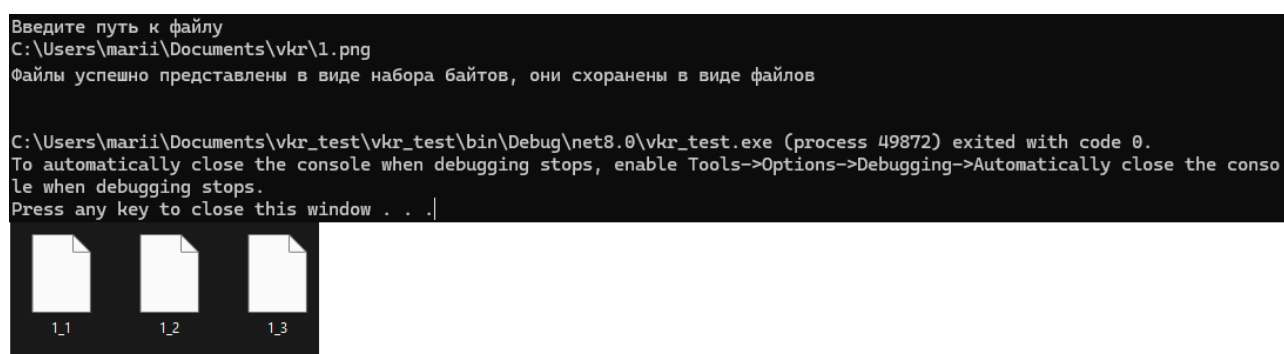 Введите путь к файлу
C:\Users\marii\Documents\vkr\1.png
Файлы успешно представлены в виде набора байтов, они схоранены в виде файлов
C:\Users\marii\Documents\vkr_test\vkr_test\bin\Debug\net8.0\vkr_test.exe (process 49872) exited with code 0.
To automatically close the console when debugging stops, enable Tools->Options->Debugging->Automatically close the conso
le when debugging stops.
Press any key to close this window . . .
1_1 1_2 1_3